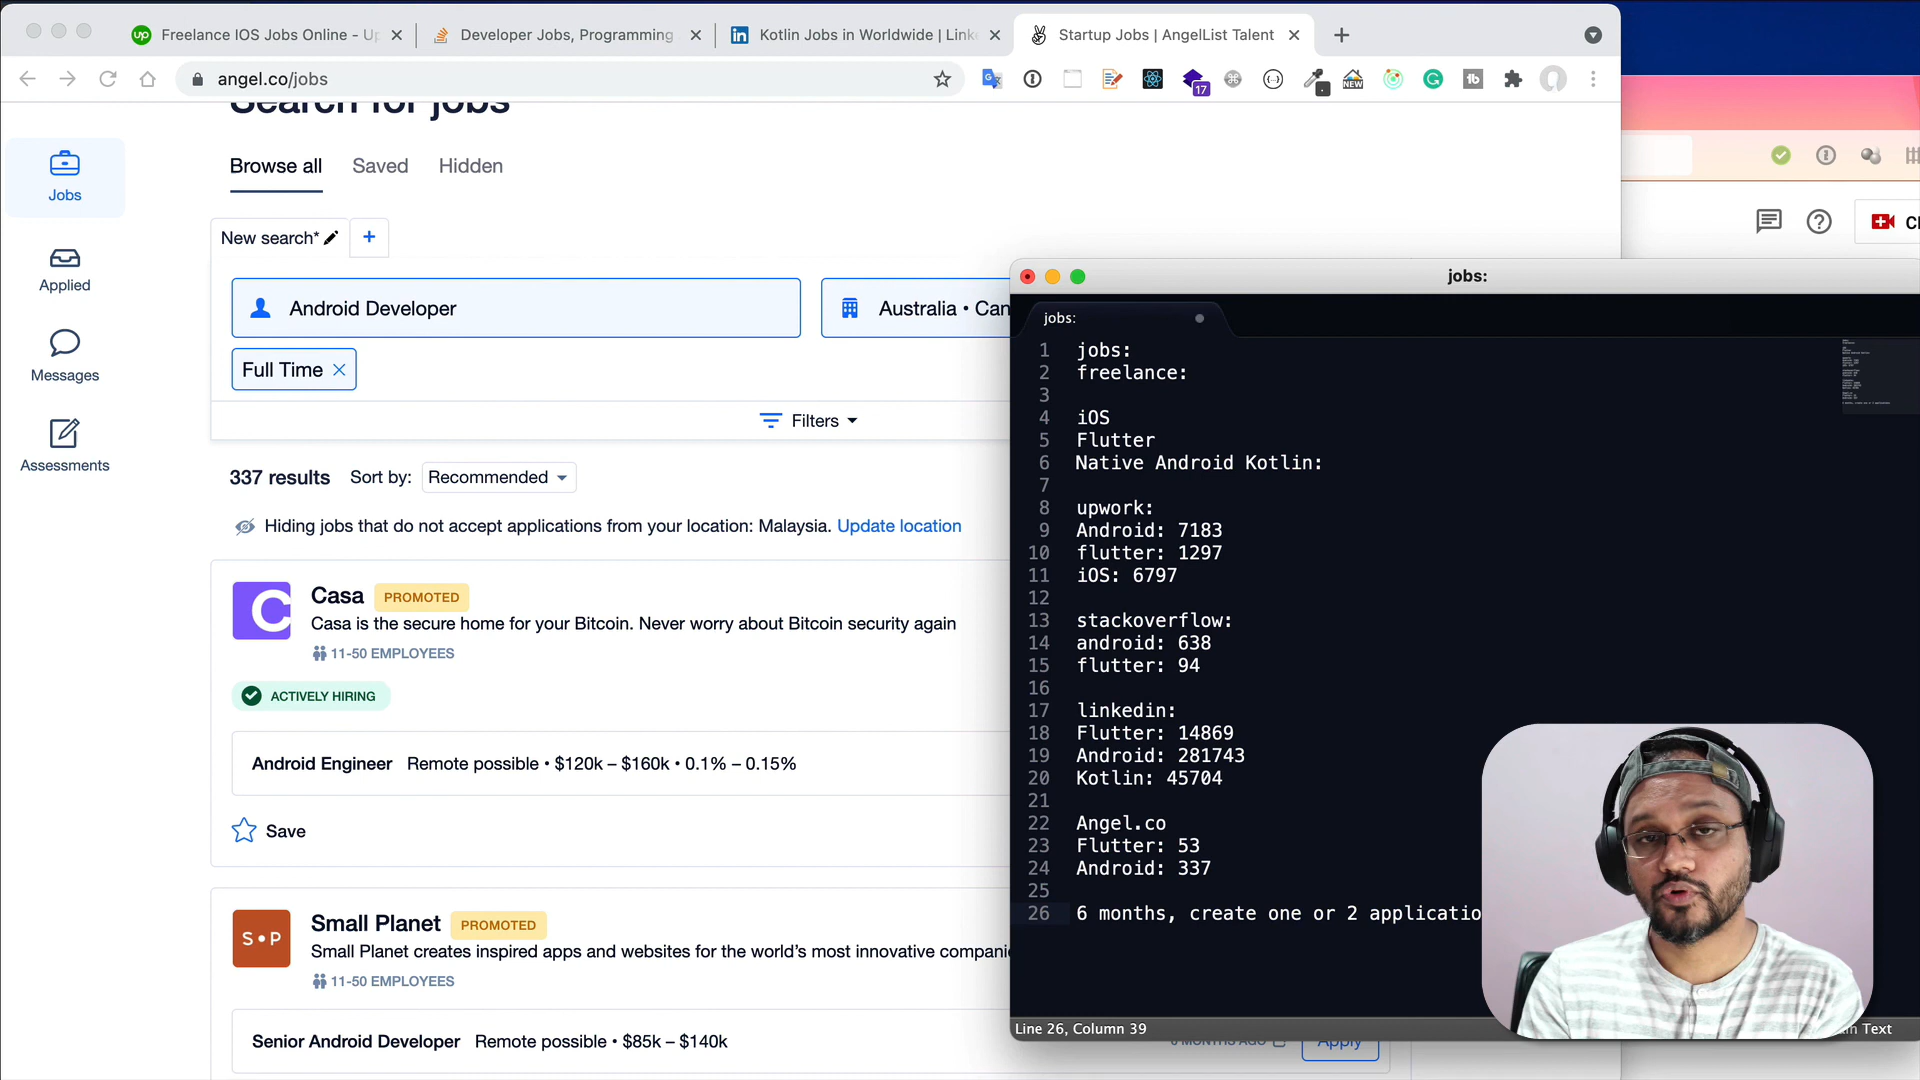 Freelance IOS Jobs Online - Up
Developer Jobs, Programming
Kotlin Jobs in Worldwide | Link
Startup Jobs | AngelList Talent
angel.co/jobs
17
NEW
Search for jobs
Browse all
Saved
Hidden
Jobs
Applied
Messages
Assessments
New search*
+
Android Developer
Australia • Can
Full Time
Filters
337 results
Sort by:
Recommended
Hiding jobs that do not accept applications from your location: Malaysia. Update location
C
Casa
PROMOTED
Casa is the secure home for your Bitcoin. Never worry about Bitcoin security again
11-50 EMPLOYEES
ACTIVELY HIRING
Android Engineer Remote possible • $120k – $160k • 0.1% – 0.15%
Save
S•P
Small Planet
PROMOTED
Small Planet creates inspired apps and websites for the world's most innovative companie
11-50 EMPLOYEES
Senior Android Developer Remote possible • $85k – $140k
Apply
jobs:
jobs:
1 jobs:
2 freelance:
3
4 iOS
5 Flutter
6 Native Android Kotlin:
7
8 upwork:
9 Android: 7183
10 flutter: 1297
11 iOS: 6797
12
13 stackoverflow:
14 android: 638
15 flutter: 94
16
17 linkedin:
18 Flutter: 14869
19 Android: 281743
20 Kotlin: 45704
21
22 Angel.co
23 Flutter: 53
24 Android: 337
25
26 6 months, create one or 2 applicatio
Line 26, Column 39
Text